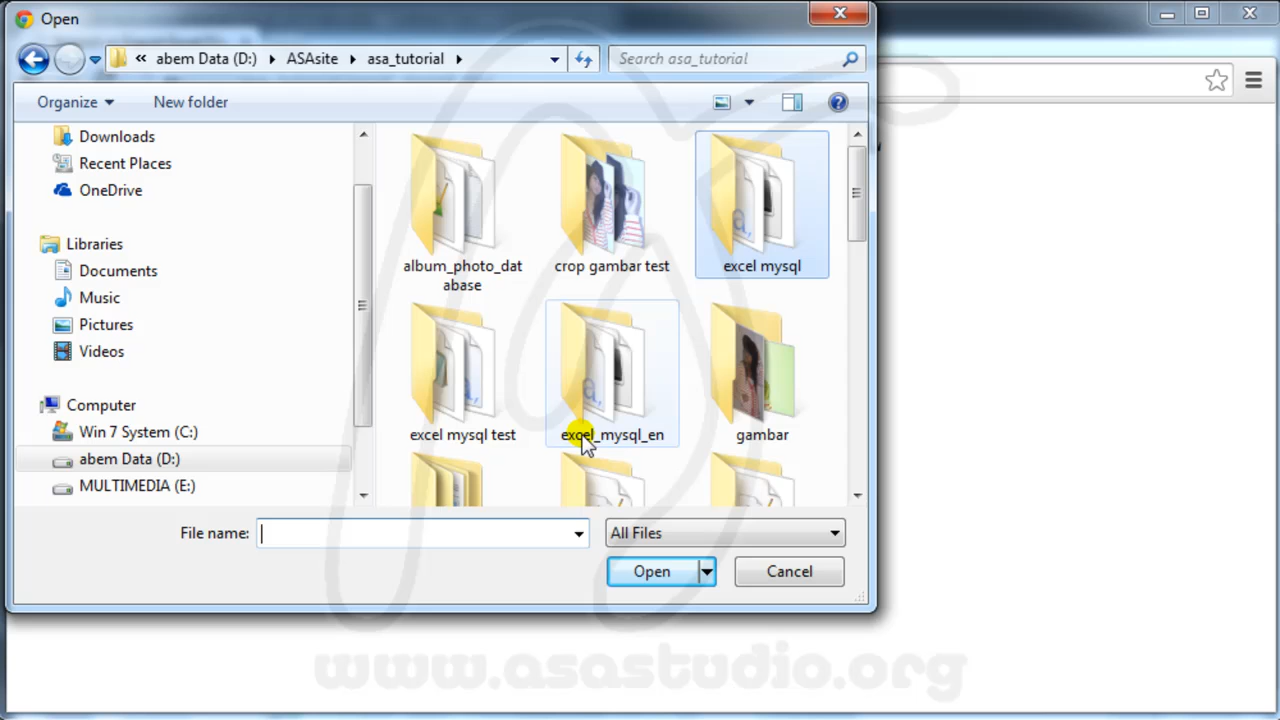 Open
« abem Data (D:) ASAsite asa_tutorial
Search asa_tutorial
Organize
New folder
Downloads
Recent Places
OneDrive
Libraries
Documents
Music
Pictures
Videos
Computer
Win 7 System (C:)
abem Data (D:)
MULTIMEDIA (E:)
album_photo_dat
abase
crop gambar test
excel mysql
excel mysql test
excel_mysql_en
gambar
File name:
All Files
Open
Cancel
www.asastudio.org